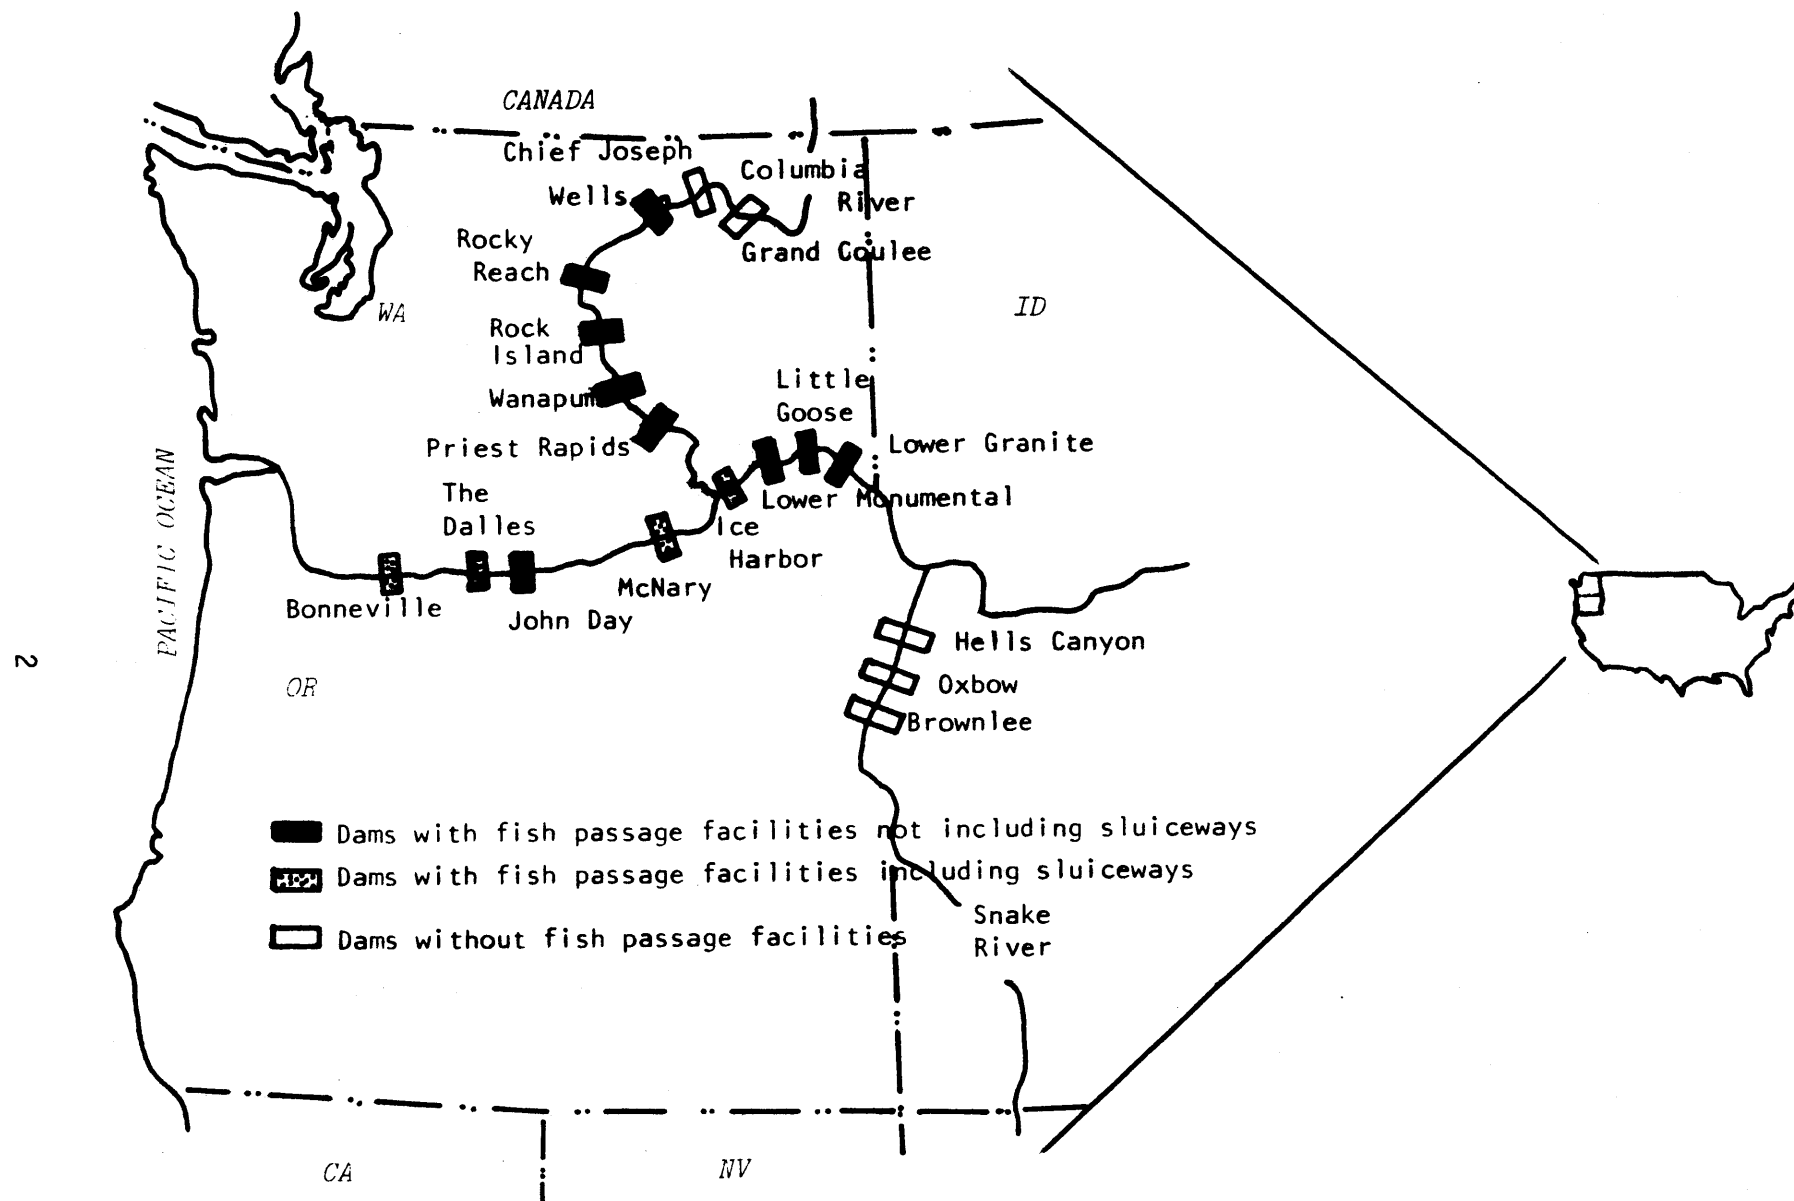 CANADA
Chief Joseph
Columbia
River
Wells
Grand Coulee
Rocky
Reach
WA
ID
Rock
Island
Wanapum
Little
Goose
Priest Rapids
Lower Granite
PACIFIC OCEAN
The
Dalles
Lower Monumental
Ice
Harbor
McNary
Bonneville
John Day
Hells Canyon
Oxbow
Brownlee
2
OR
Dams with fish passage facilities not including sluiceways
Dams with fish passage facilities including sluiceways
Dams without fish passage facilities
Snake
River
CA
NV